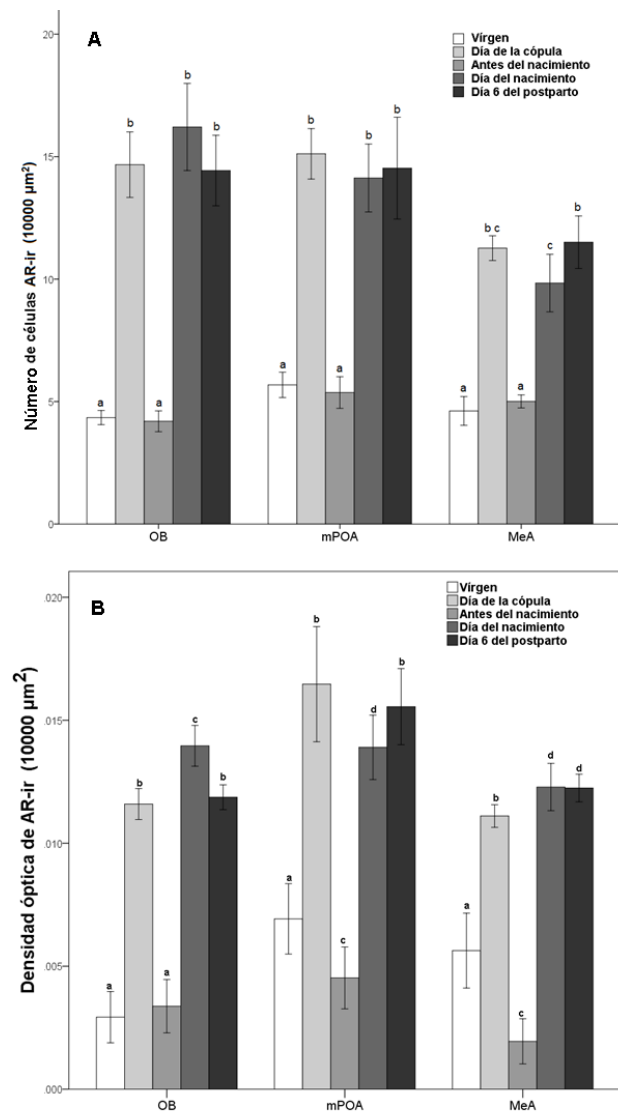 A
Vírgen
Día de la cópula
Antes del nacimiento
Día del nacimiento
Día 6 del postparto
Número de células AR-ir (10000 µm²)
20
15
10
5
0
a b a b b
a b a b b
a b c a c b
OB mPOA MeA
B
Vírgen
Día de la cópula
Antes del nacimiento
Día del nacimiento
Día 6 del postparto
Densidad óptica de AR-ir (10000 µm²)
.020
.015
.010
.005
.000
a b a c b
a b c d b
a b c d d
OB mPOA MeA